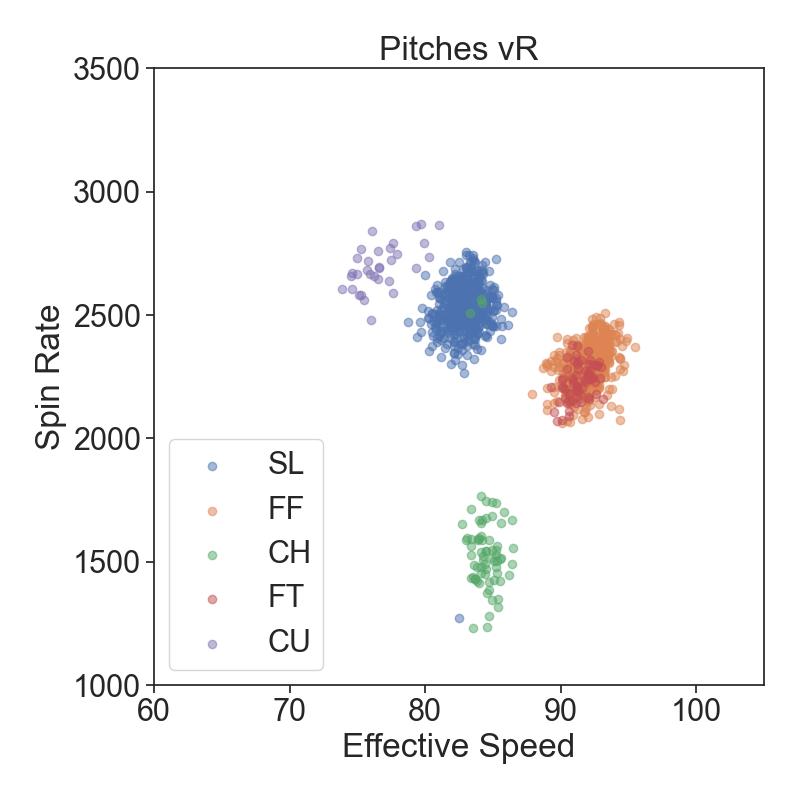 Pitches vR
3500
3000
2500
2000
1500
1000
Spin Rate
SL
FF
CH
FT
CU
60 70 80 90 100
Effective Speed